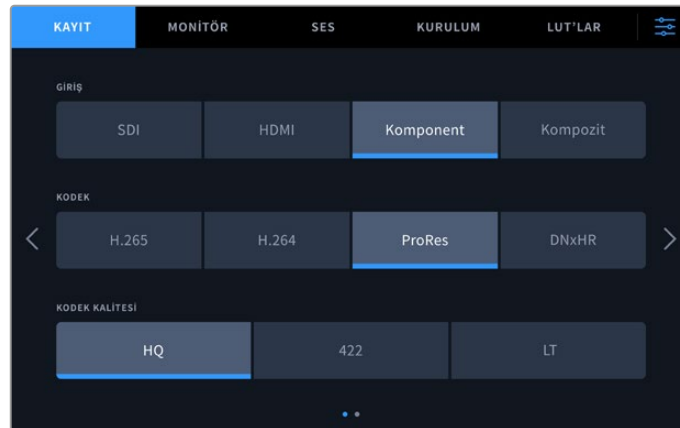 KAYIT MONİTÖR SES KURULUM LUT'LAR
GİRİŞ
SDI HDMI Komponent Kompozit
KODEK
H.265 H.264 ProRes DNxHR
KODEK KALİTESİ
HQ 422 LT